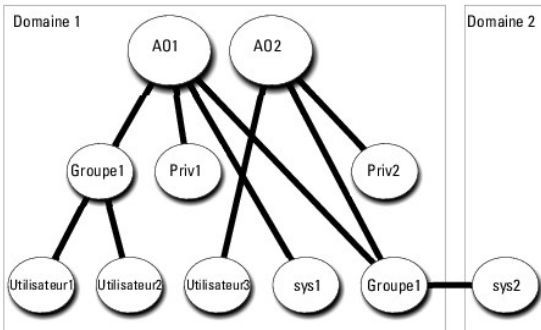 Domaine 1
Domaine 2
AO1
AO2
Groupe1
Priv1
Priv2
Utilisateur1
Utilisateur2
Utilisateur3
sys1
Groupe1
sys2